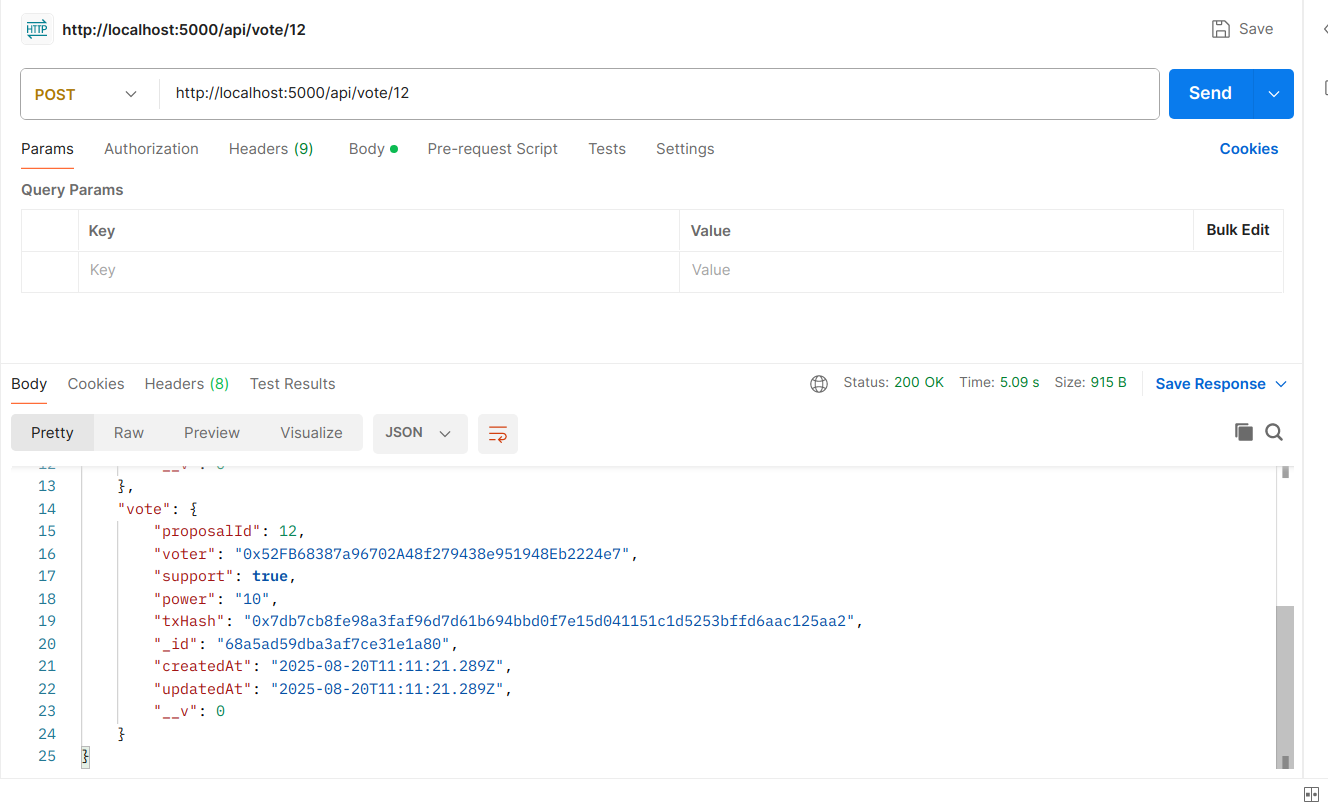 HTTP http://localhost:5000/api/vote/12 Save
POST http://localhost:5000/api/vote/12 Send
Params Authorization Headers (9) Body Pre-request Script Tests Settings Cookies
Query Params
Key Value Bulk Edit
Key Value
Body Cookies Headers (8) Test Results Status: 200 OK Time: 5.09 s Size: 915 B Save Response
Pretty Raw Preview Visualize JSON
12 "__v": 0
13 },
14 "vote": {
15 "proposalId": 12,
16 "voter": "0x52FB68387a96702A48f279438e951948Eb2224e7",
17 "support": true,
18 "power": "10",
19 "txHash": "0x7db7cb8fe98a3faf96d7d61b694bbd0f7e15d041151c1d5253bffd6aac125aa2",
20 "_id": "68a5ad59dba3af7ce31e1a80",
21 "createdAt": "2025-08-20T11:11:21.289Z",
22 "updatedAt": "2025-08-20T11:11:21.289Z",
23 "__v": 0
24 }
25 }